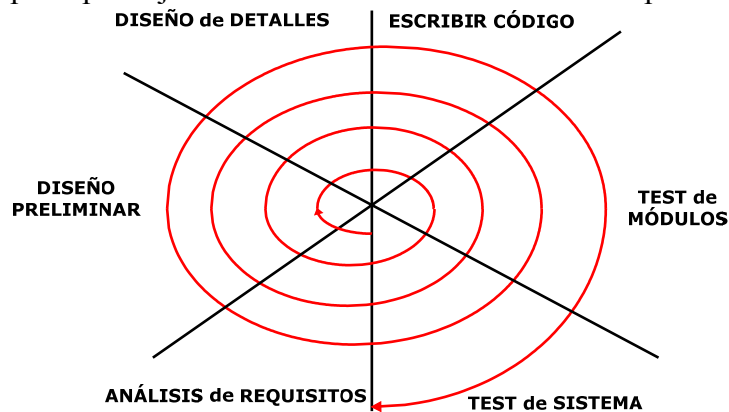 DISEÑO de DETALLES
ESCRIBIR CÓDIGO
DISEÑO
PRELIMINAR
TEST de
MÓDULOS
ANÁLISIS de REQUISITOS
TEST de SISTEMA